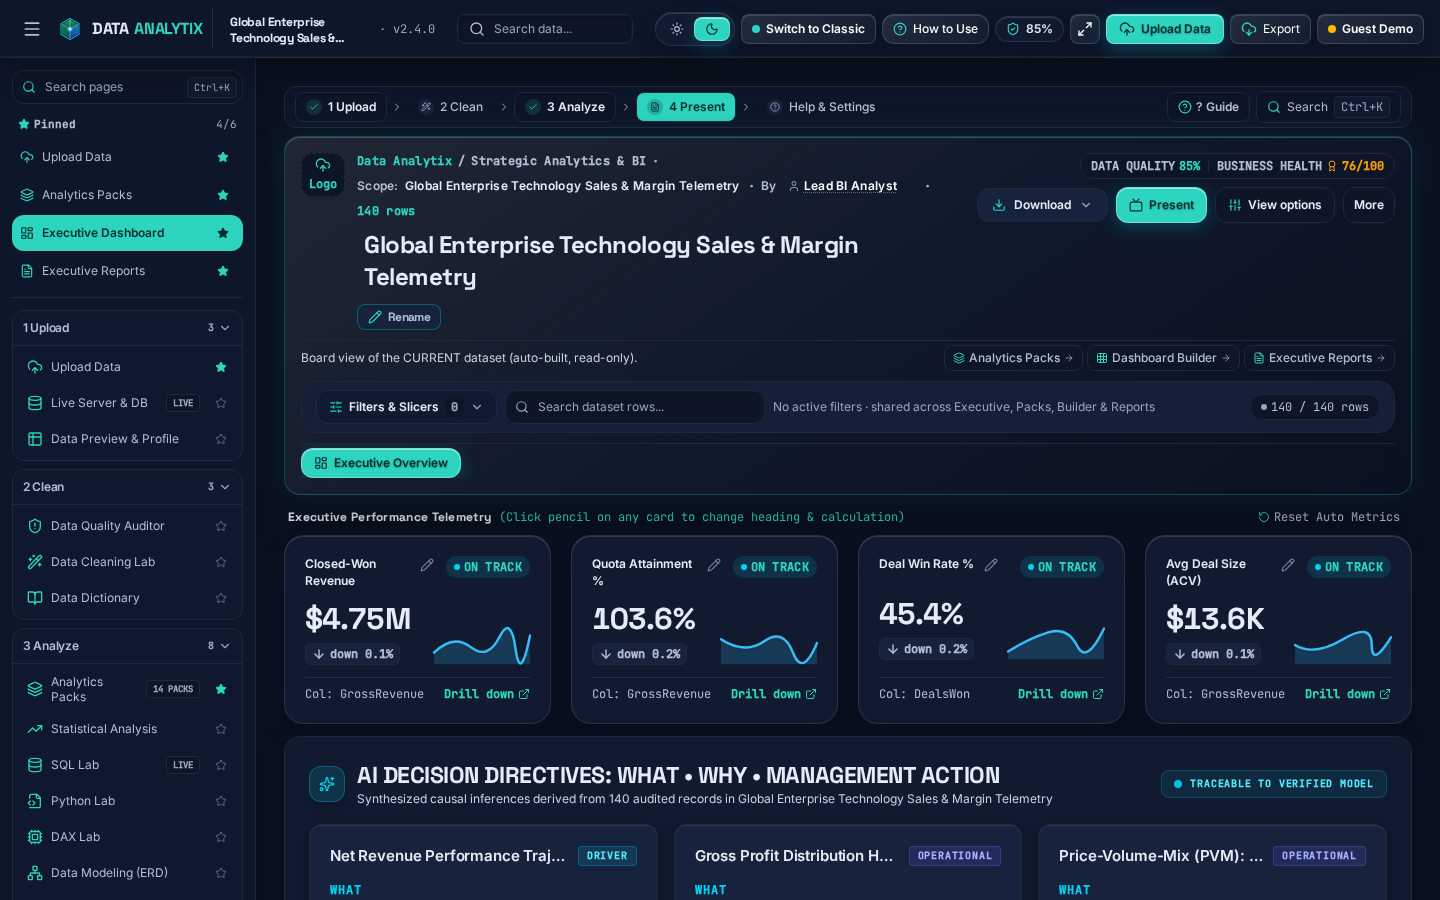 DATA ANALYTIX
Global Enterprise
Technology Sales &...
· v2.4.0
Search data...
Switch to Classic
How to Use
85%
Upload Data
Export
Guest Demo
Search pages
Ctrl+K
Pinned
4/6
Upload Data
Analytics Packs
Executive Dashboard
Executive Reports
1 Upload
3
Upload Data
Live Server & DB
LIVE
Data Preview & Profile
2 Clean
3
Data Quality Auditor
Data Cleaning Lab
Data Dictionary
3 Analyze
8
Analytics
Packs
14 PACKS
Statistical Analysis
SQL Lab
LIVE
Python Lab
DAX Lab
Data Modeling (ERD)
1 Upload
2 Clean
3 Analyze
4 Present
Help & Settings
? Guide
Search
Ctrl+K
Logo
Data Analytix / Strategic Analytics & BI ·
Scope: Global Enterprise Technology Sales & Margin Telemetry · By Lead BI Analyst ·
140 rows
DATA QUALITY 85%
BUSINESS HEALTH 76/100
Download
Present
View options
More
Global Enterprise Technology Sales & Margin
Telemetry
Rename
Board view of the CURRENT dataset (auto-built, read-only).
Analytics Packs →
Dashboard Builder →
Executive Reports →
Filters & Slicers 0
Search dataset rows...
No active filters · shared across Executive, Packs, Builder & Reports
140 / 140 rows
Executive Overview
Executive Performance Telemetry (Click pencil on any card to change heading & calculation)
Reset Auto Metrics
Closed-Won
Revenue
ON TRACK
$4.75M
↓ down 0.1%
Col: GrossRevenue
Drill down
Quota Attainment
%
ON TRACK
103.6%
↓ down 0.2%
Col: GrossRevenue
Drill down
Deal Win Rate %
ON TRACK
45.4%
↓ down 0.2%
Col: DealsWon
Drill down
Avg Deal Size
(ACV)
ON TRACK
$13.6K
↓ down 0.1%
Col: GrossRevenue
Drill down
AI DECISION DIRECTIVES: WHAT • WHY • MANAGEMENT ACTION
Synthesized causal inferences derived from 140 audited records in Global Enterprise Technology Sales & Margin Telemetry
TRACEABLE TO VERIFIED MODEL
Net Revenue Performance Traj...
DRIVER
WHAT
Gross Profit Distribution H...
OPERATIONAL
WHAT
Price-Volume-Mix (PVM): ...
OPERATIONAL
WHAT